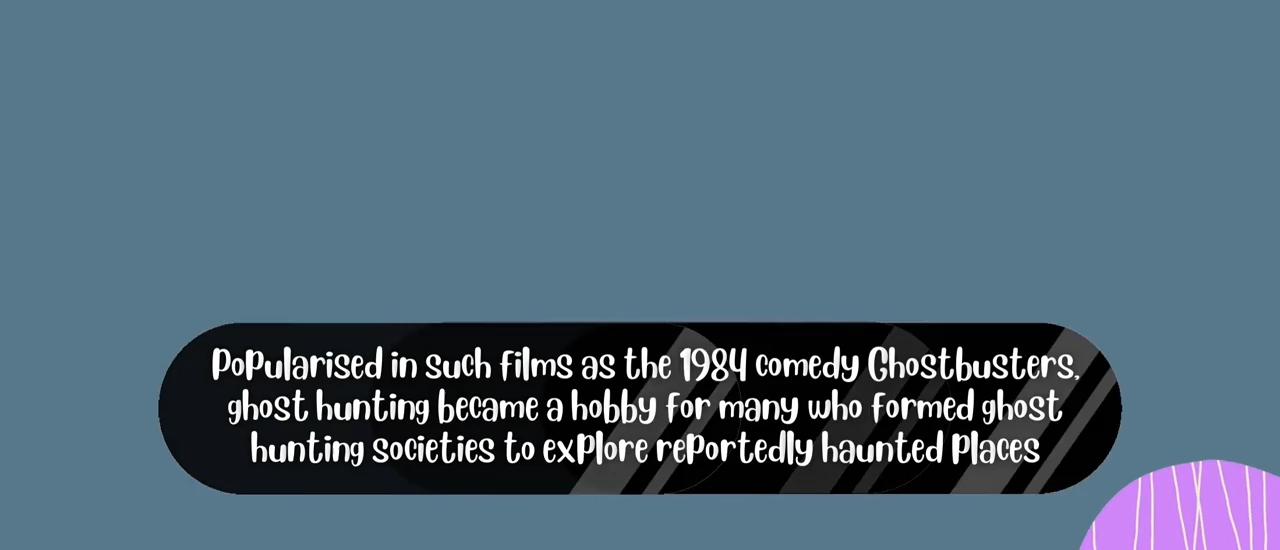 Popularised in such films as the 1984 comedy Ghostbusters,
ghost hunting became a hobby for many who formed ghost
hunting societies to explore reportedly haunted places